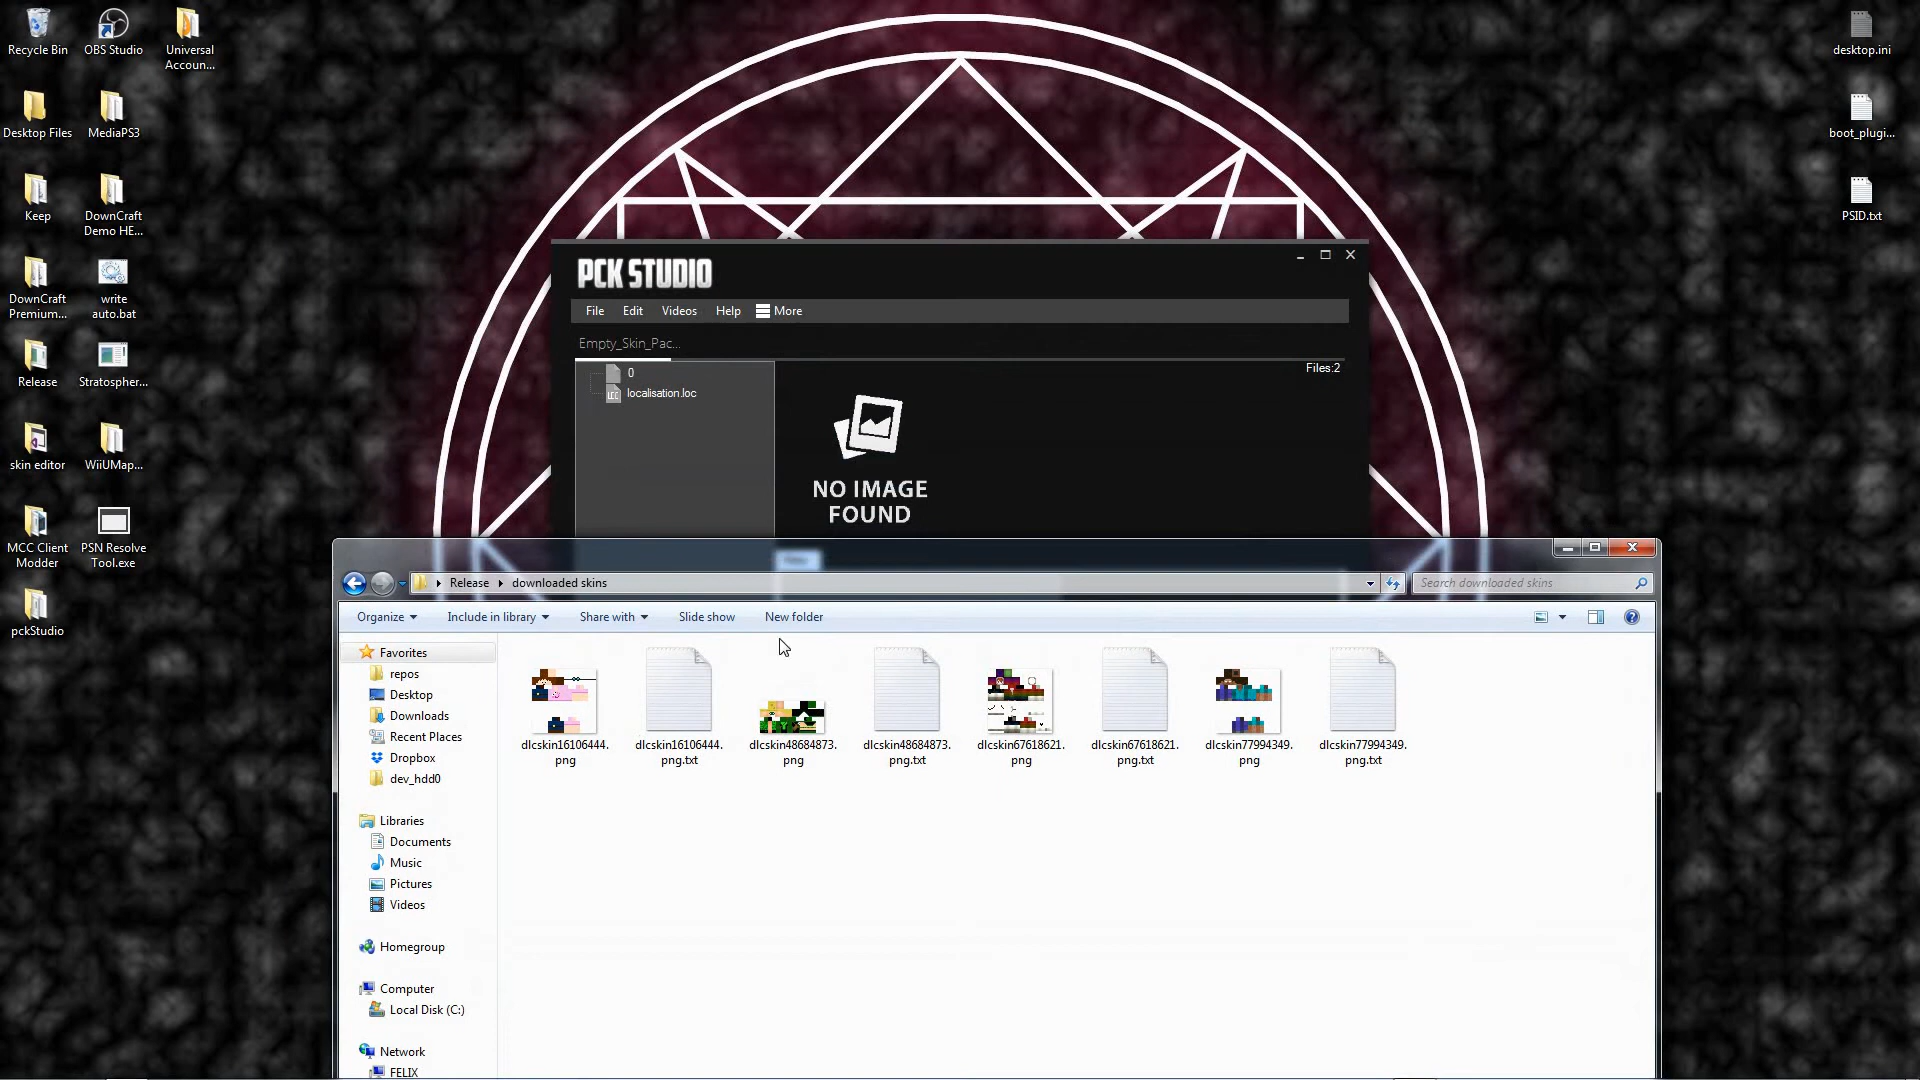 Recycle Bin
OBS Studio
Universal
Accoun...
Desktop Files
MediaPS3
Keep
DownCraft
Demo HE...
DownCraft
Premium...
write
auto.bat
Release
Stratospher...
skin editor
WiiUMap...
MCC Client
Modder
PSN Resolve
Tool.exe
pckStudio
desktop.ini
boot_plugi...
PSID.txt
PCK STUDIO
File Edit Videos Help More
Empty_Skin_Pac...
0
LOC localisation.loc
Files:2
NO IMAGE
FOUND
Release downloaded skins
Search downloaded skins
Organize Include in library Share with Slide show New folder
Favorites
repos
Desktop
Downloads
Recent Places
Dropbox
dev_hdd0
Libraries
Documents
Music
Pictures
Videos
Homegroup
Computer
Local Disk (C:)
Network
FELIX
dlcskin16106444.
png
dlcskin16106444.
png.txt
dlcskin48684873.
png
dlcskin48684873.
png.txt
dlcskin67618621.
png
dlcskin67618621.
png.txt
dlcskin77994349.
png
dlcskin77994349.
png.txt